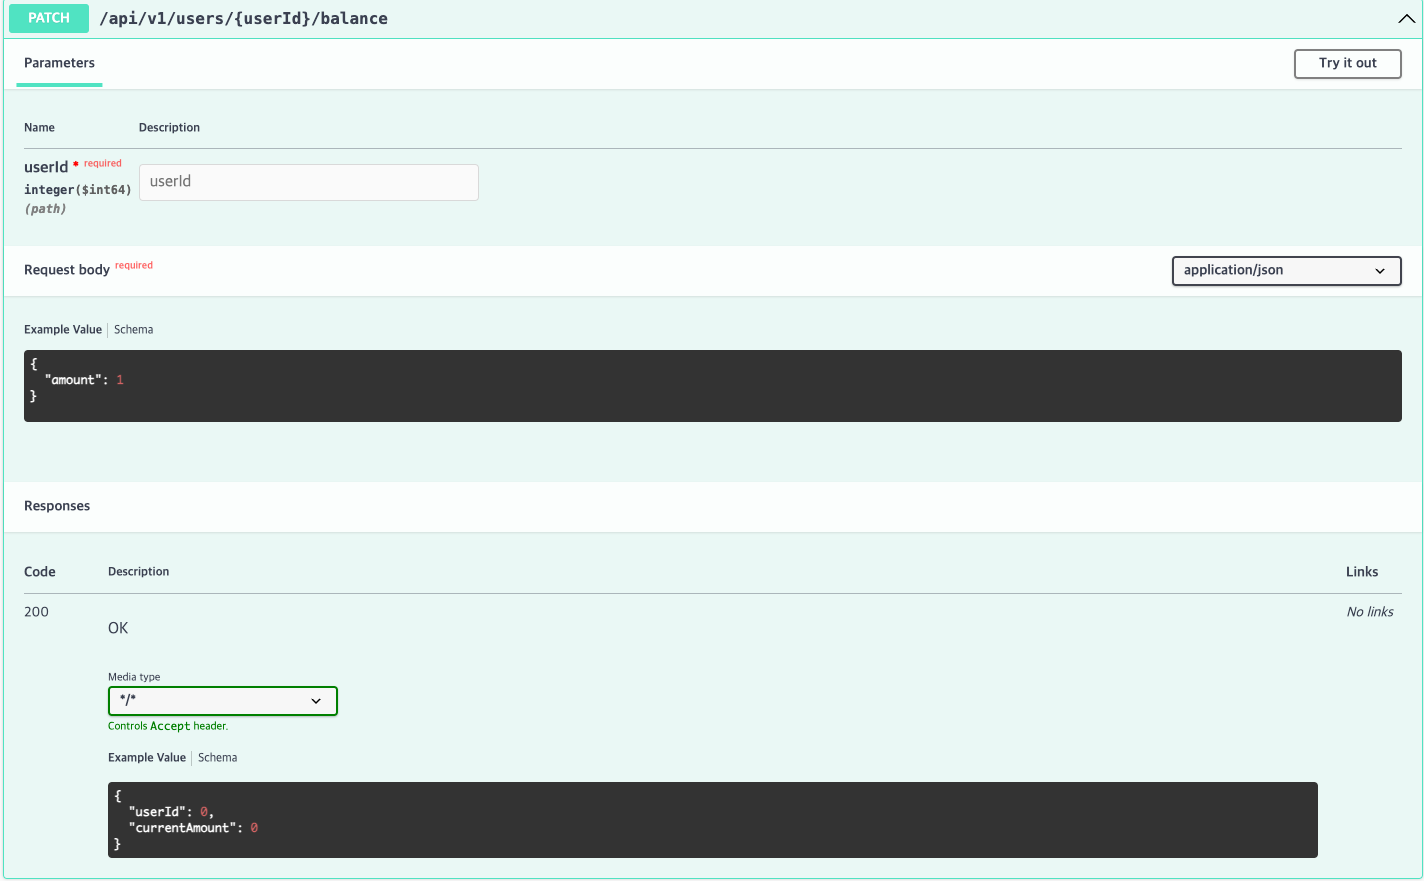 PATCH /api/v1/users/{userId}/balance
Parameters
Try it out
Name Description
userId * required
integer($int64)
(path)
userId
Request body required
application/json
Example Value Schema
{
  "amount": 1
}
Responses
Code Description Links
200
OK
No links
Media type
*/*
Controls Accept header.
Example Value Schema
{
  "userId": 0,
  "currentAmount": 0
}